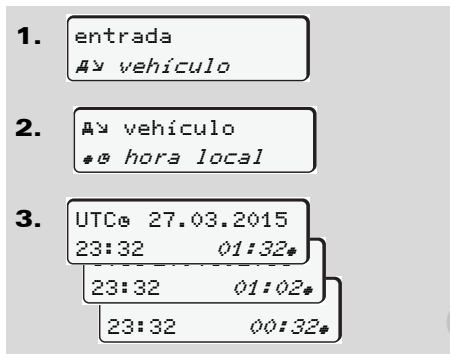 1. entrada
vehículo
2. vehículo
hora local
3. UTC 27.03.2015
23:32 01:32
23:32 01:02
23:32 00:32